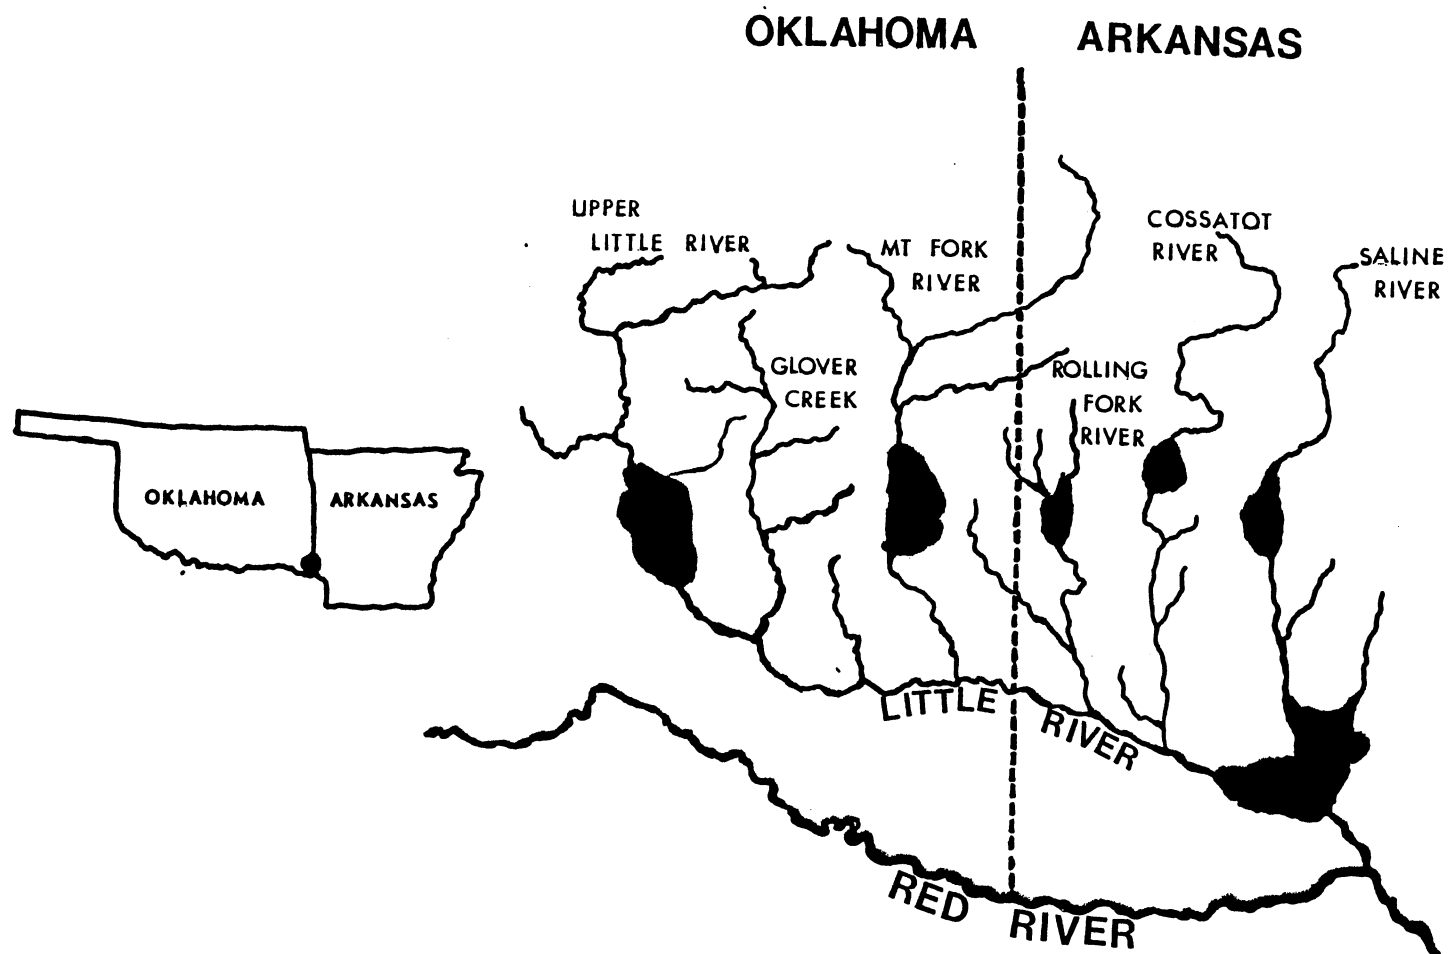 OKLAHOMA ARKANSAS
UPPER
LITTLE RIVER
MT FORK
RIVER
COSSATOT
RIVER
SALINE
RIVER
GLOVER
CREEK
ROLLING
FORK
RIVER
OKLAHOMA
ARKANSAS
LITTLE RIVER
RED RIVER